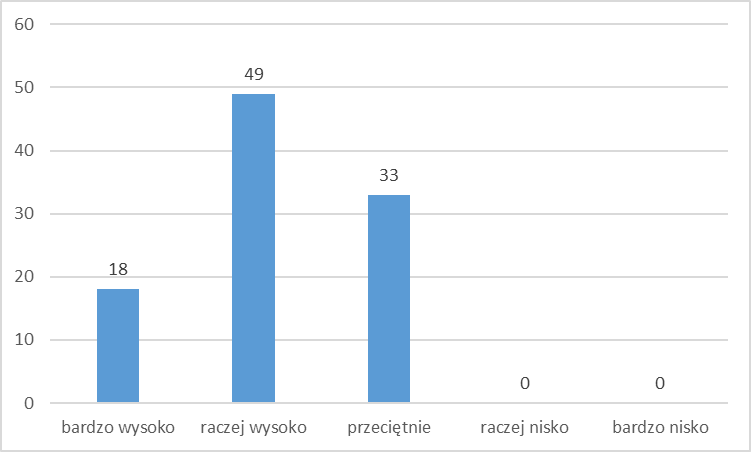 60
50
40
30
20
10
0
18
49
33
0
0
bardzo wysoko
raczej wysoko
przeciętnie
raczej nisko
bardzo nisko